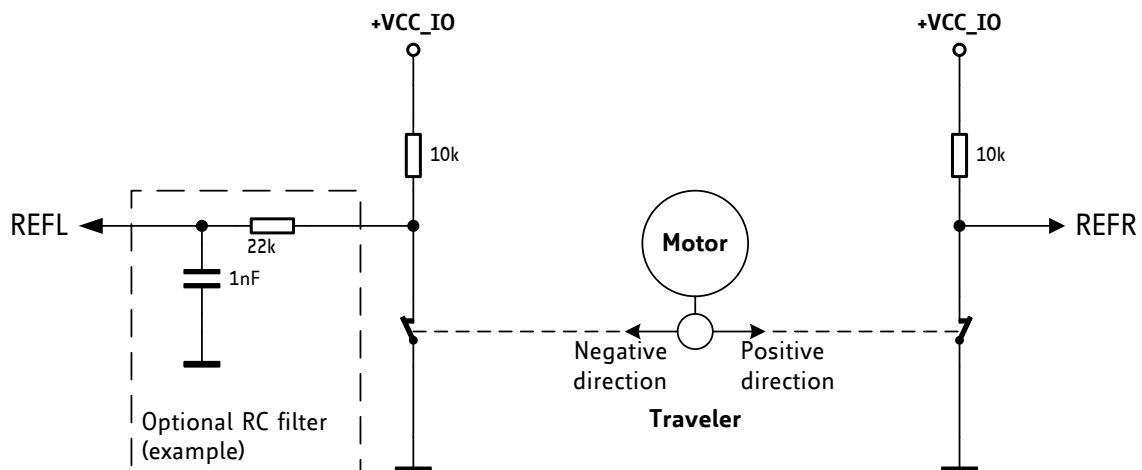 +VCC_IO
+VCC_IO
10k
10k
REFL
22k
1nF
Motor
REFR
Negative
direction
Positive
direction
Traveler
Optional RC filter
(example)